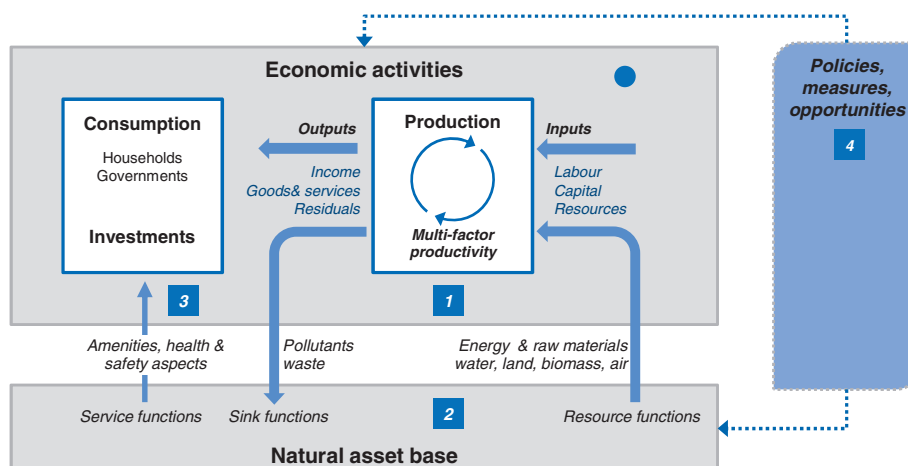 Economic activities
Policies,
measures,
opportunities
4
Consumption
Households
Governments
Investments
3
Outputs
Income
Goods& services
Residuals
Production
Multi-factor
productivity
1
Inputs
Labour
Capital
Resources
Amenities, health &
safety aspects
Pollutants
waste
Energy & raw materials
water, land, biomass, air
Service functions
Sink functions
2
Resource functions
Natural asset base